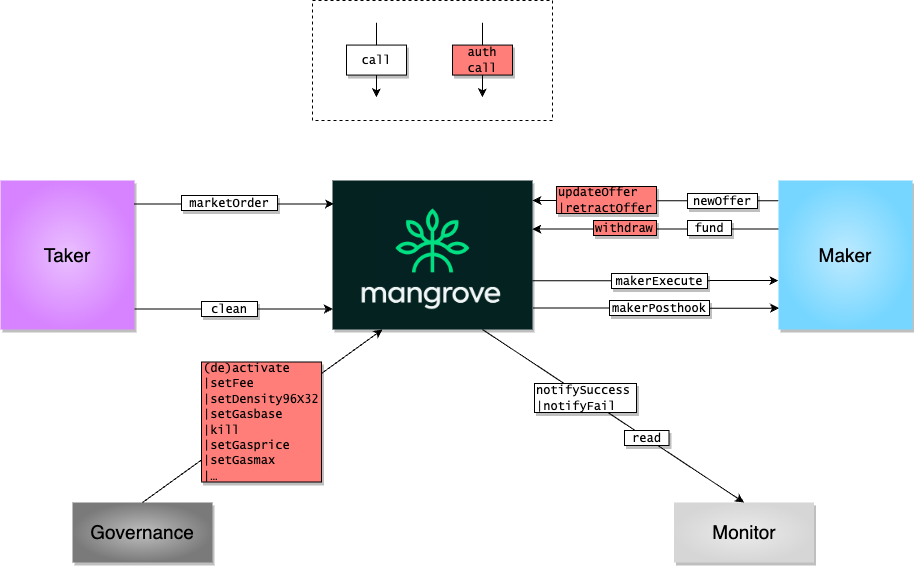 call
auth
call
Taker
marketOrder
clean
mangrove
updateOffer
|retractOffer
newOffer
withdraw
fund
makerExecute
makerPosthook
Maker
(de)activate
|setFee
|setDensity96X32
|setGasbase
|kill
|setGasprice
|setGasmax
|…
notifySuccess
|notifyFail
read
Governance
Monitor